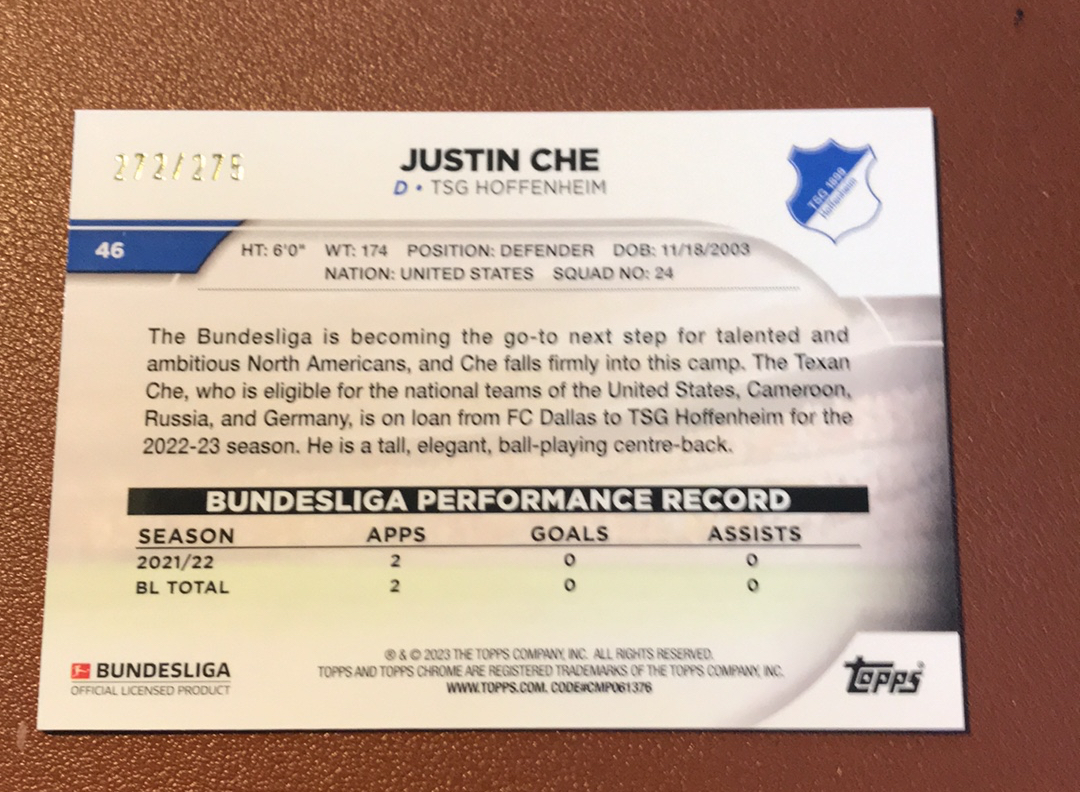 272/275
JUSTIN CHE
D • TSG HOFFENHEIM
TSG 1899
Hoffenheim
46
HT: 6'0" WT: 174 POSITION: DEFENDER DOB: 11/18/2003
NATION: UNITED STATES SQUAD NO: 24
The Bundesliga is becoming the go-to next step for talented and
ambitious North Americans, and Che falls firmly into this camp. The Texan
Che, who is eligible for the national teams of the United States, Cameroon,
Russia, and Germany, is on loan from FC Dallas to TSG Hoffenheim for the
2022-23 season. He is a tall, elegant, ball-playing centre-back.
BUNDESLIGA PERFORMANCE RECORD
SEASON APPS GOALS ASSISTS
2021/22 2 0 0
BL TOTAL 2 0 0
BUNDESLIGA
OFFICIAL LICENSED PRODUCT
® & © 2023 THE TOPPS COMPANY, INC. ALL RIGHTS RESERVED.
TOPPS AND TOPPS CHROME ARE REGISTERED TRADEMARKS OF THE TOPPS COMPANY, INC.
WWW.TOPPS.COM. CODE#CMP061376
topps